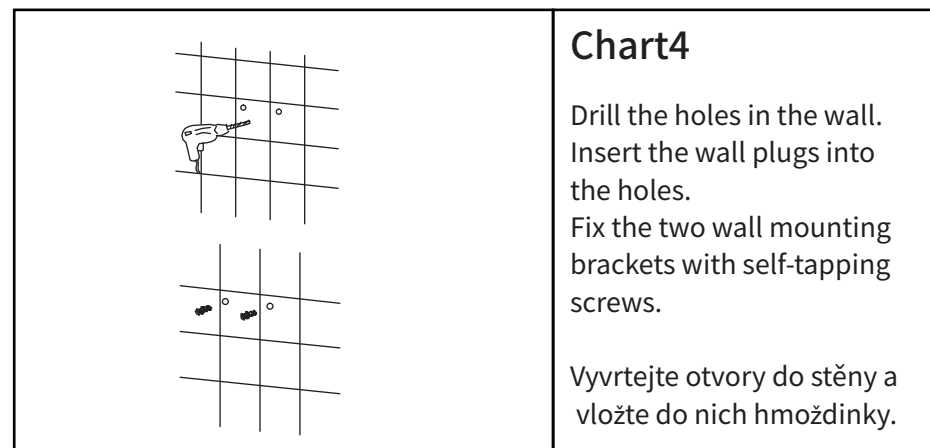 Chart4
Drill the holes in the wall.
Insert the wall plugs into
the holes.
Fix the two wall mounting
brackets with self-tapping
screws.
Vyvrtejte otvory do stěny a
vložte do nich hmoždinky.